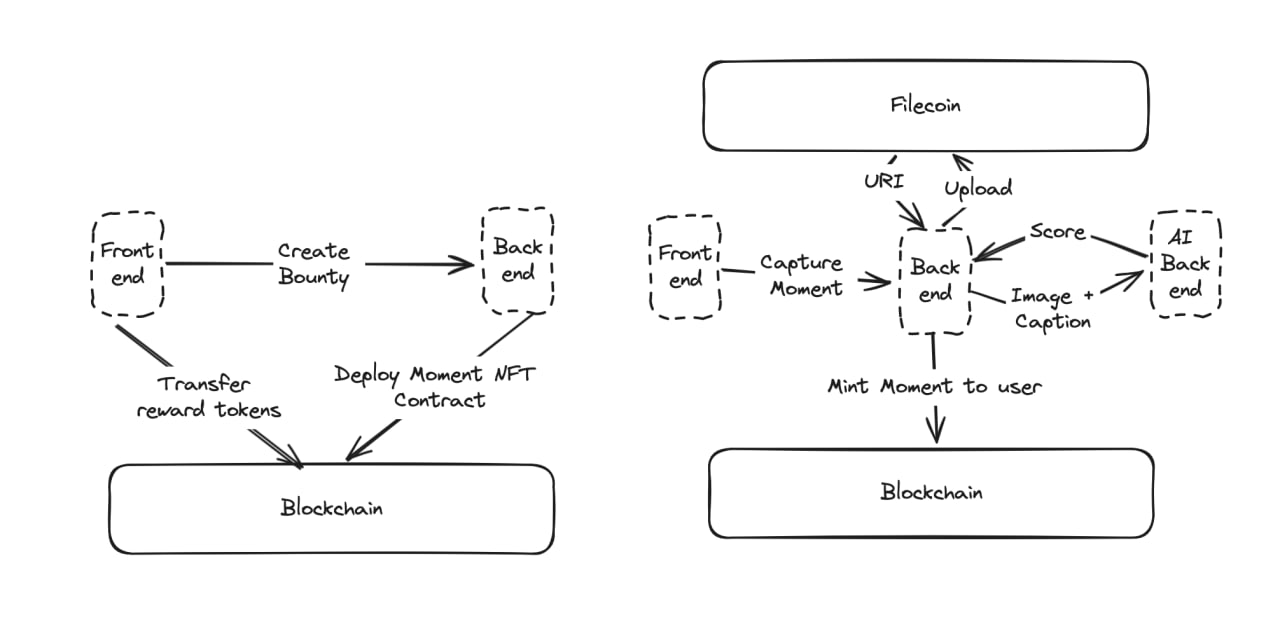 Front
end
Create
Bounty
Back
end
Transfer
reward tokens
Deploy Moment NFT
Contract
Blockchain
Filecoin
URI
Upload
Front
end
Capture
Moment
Back
end
Score
Image +
Caption
AI
Back
end
Mint Moment to user
Blockchain